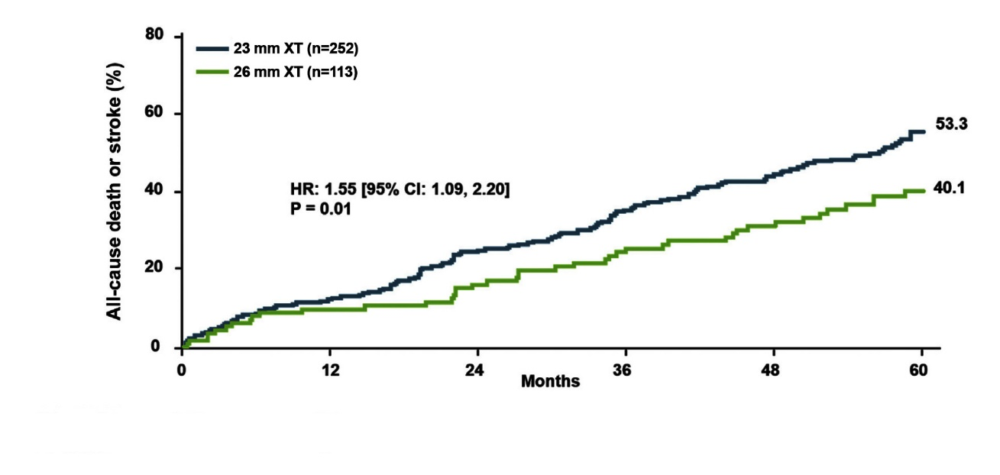 80
23 mm XT (n=252)
26 mm XT (n=113)
60
53.3
All-cause death or stroke (%)
40
HR: 1.55 [95% CI: 1.09, 2.20]
P = 0.01
40.1
20
0
0 12 24 36 48 60
Months